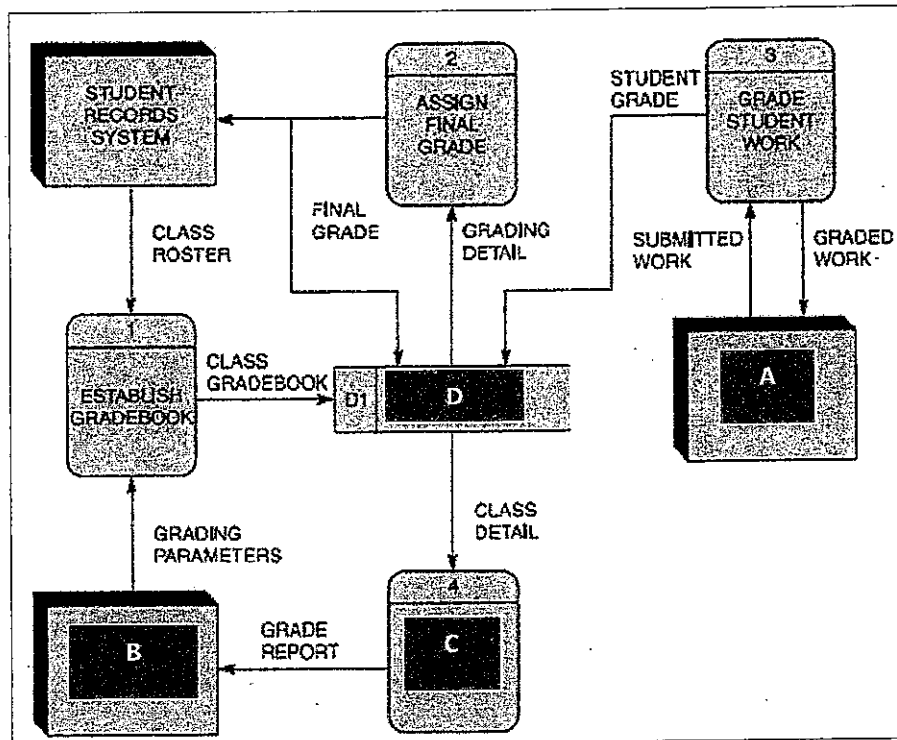 STUDENT
RECORDS
SYSTEM
2
ASSIGN
FINAL
GRADE
STUDENT
GRADE
3
GRADE
STUDENT
WORK
CLASS
ROSTER
FINAL
GRADE
GRADING
DETAIL
SUBMITTED
WORK
GRADED
WORK
1
ESTABLISH
GRADEBOOK
CLASS
GRADEBOOK
D1
D
A
GRADING
PARAMETERS
CLASS
DETAIL
B
GRADE
REPORT
4
C